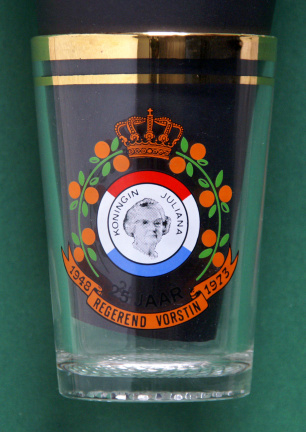 KONINGIN JULIANA
25 JAAR
1948 REGEREND VORSTIN 1973